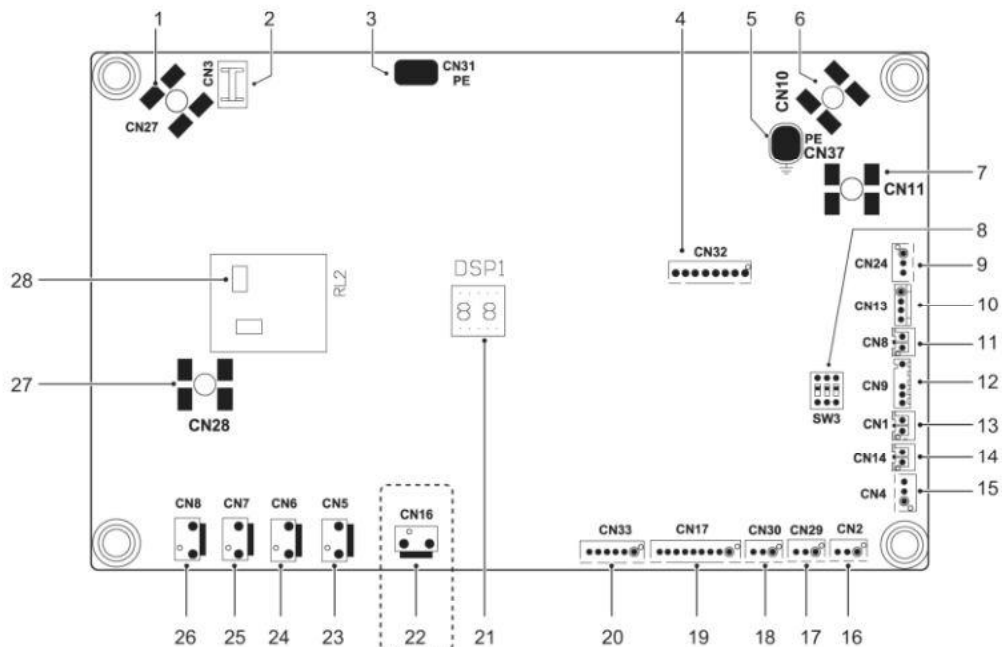 1 2 3 4 5 6
CN3
CN31
PE
CN10
CN27
PE
CN37
7
CN11
8
CN32
CN24
9
28
RL2
DSP1
CN13
10
CN8
11
88
27
CN9
12
SW3
CN28
CN1
13
CN14
14
CN4
15
CN8 CN7 CN6 CN5 CN16
CN33 CN17 CN30 CN29 CN2
26 25 24 23 22 21 20 19 18 17 16